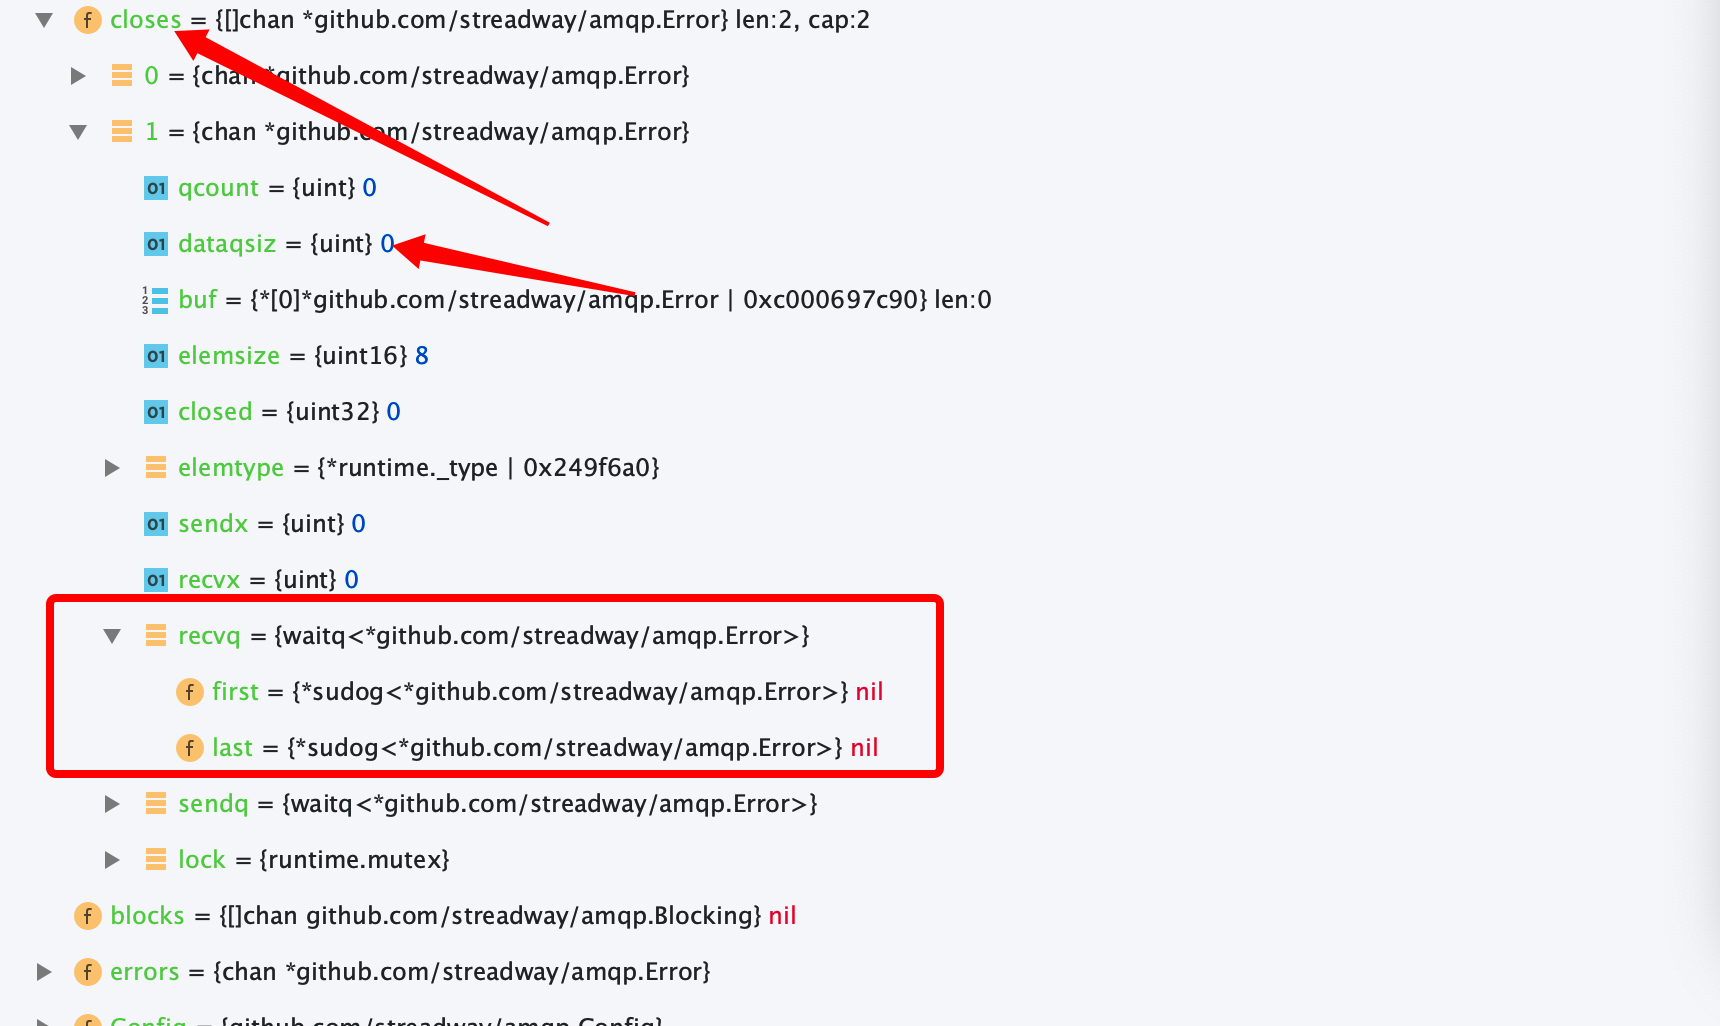 closes = {[]chan *github.com/streadway/amqp.Error} len:2, cap:2
0 = {chan *github.com/streadway/amqp.Error}
1 = {chan *github.com/streadway/amqp.Error}
qcount = {uint} 0
dataqsiz = {uint} 0
buf = {*[0]*github.com/streadway/amqp.Error | 0xc000697c90} len:0
elemsize = {uint16} 8
closed = {uint32} 0
elemtype = {*runtime._type | 0x249f6a0}
sendx = {uint} 0
recvx = {uint} 0
recvq = {waitq<*github.com/streadway/amqp.Error>}
first = {*sudog<*github.com/streadway/amqp.Error>} nil
last = {*sudog<*github.com/streadway/amqp.Error>} nil
sendq = {waitq<*github.com/streadway/amqp.Error>}
lock = {runtime.mutex}
blocks = {[]chan github.com/streadway/amqp.Blocking} nil
errors = {chan *github.com/streadway/amqp.Error}
Config = {github.com/streadway/amqp.Config}